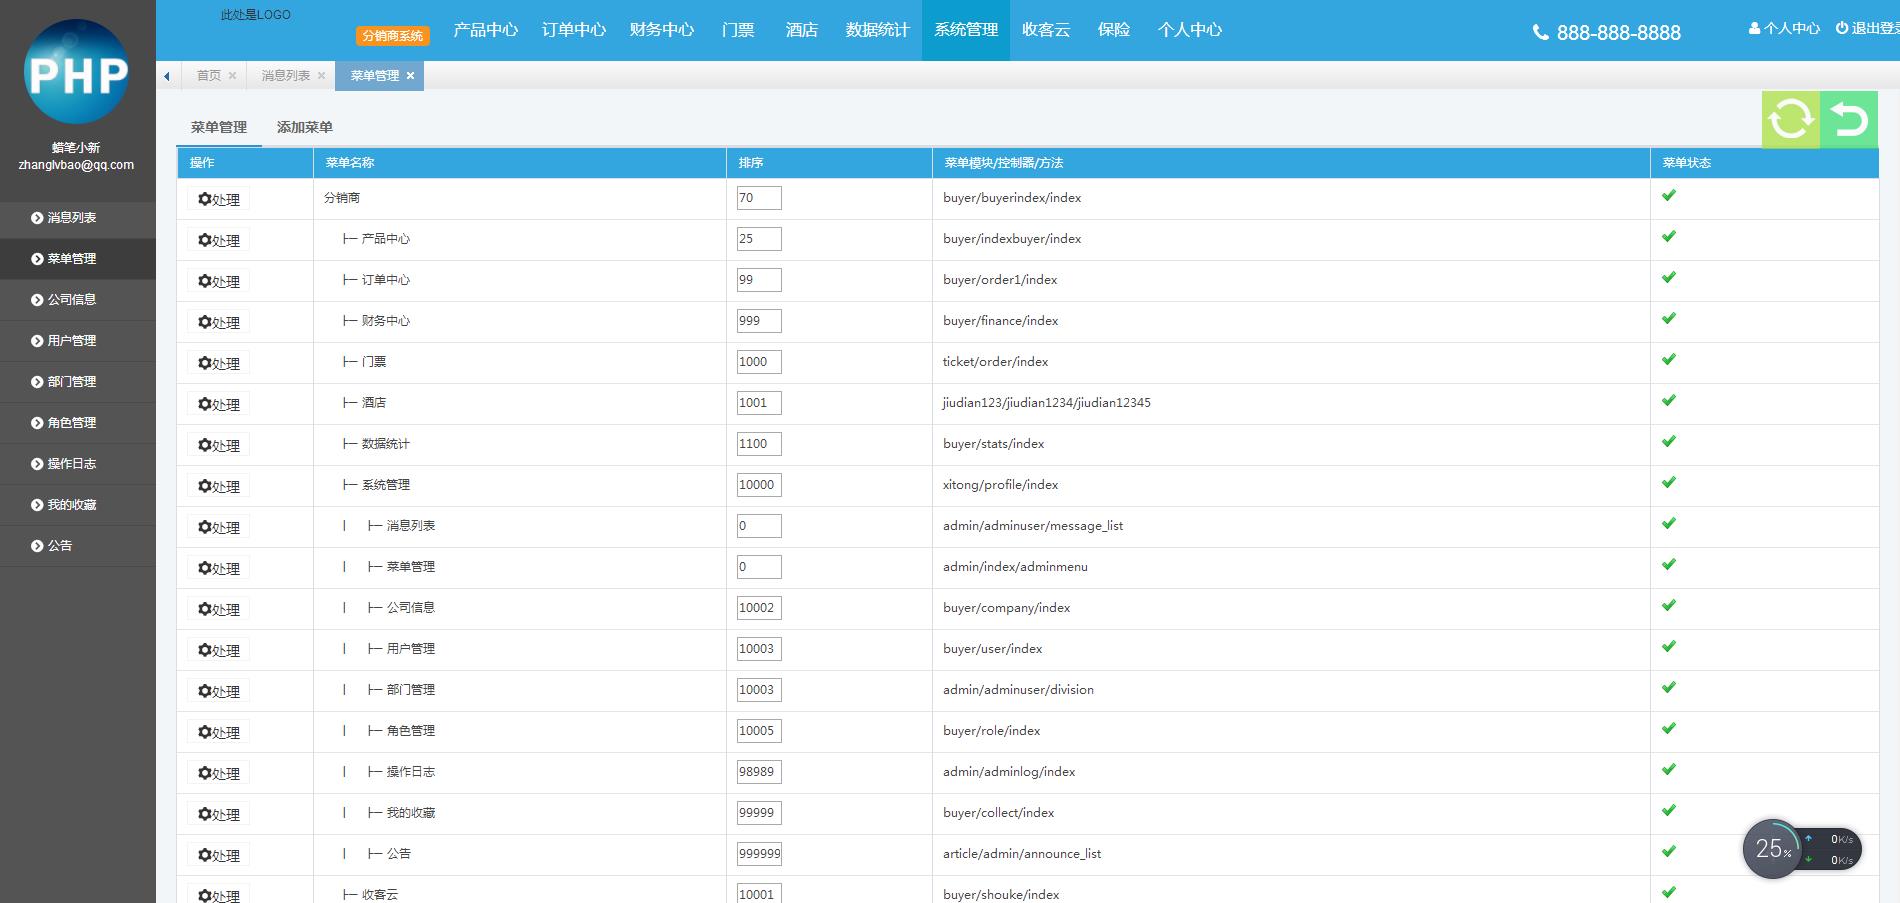 此处是LOGO
分销商系统
产品中心 订单中心 财务中心 门票 酒店 数据统计 系统管理 收客云 保险 个人中心
888-888-8888
个人中心 退出登录
PHP
蜡笔小新
zhanglvbao@qq.com
消息列表
菜单管理
公司信息
用户管理
部门管理
角色管理
操作日志
我的收藏
公告
首页 × 消息列表 × 菜单管理 ×
菜单管理 添加菜单
操作 菜单名称 排序 菜单模块/控制器/方法 菜单状态
处理 分销商 70 buyer/buyerindex/index
处理 ├─ 产品中心 25 buyer/indexbuyer/index
处理 ├─ 订单中心 99 buyer/order1/index
处理 ├─ 财务中心 999 buyer/finance/index
处理 ├─ 门票 1000 ticket/order/index
处理 ├─ 酒店 1001 jiudian123/jiudian1234/jiudian12345
处理 ├─ 数据统计 1100 buyer/stats/index
处理 ├─ 系统管理 10000 xitong/profile/index
处理 | ├─ 消息列表 0 admin/adminuser/message_list
处理 | ├─ 菜单管理 0 admin/index/adminmenu
处理 | ├─ 公司信息 10002 buyer/company/index
处理 | ├─ 用户管理 10003 buyer/user/index
处理 | ├─ 部门管理 10003 admin/adminuser/division
处理 | ├─ 角色管理 10005 buyer/role/index
处理 | ├─ 操作日志 98989 admin/adminlog/index
处理 | ├─ 我的收藏 99999 buyer/collect/index
处理 | ├─ 公告 999999 article/admin/announce_list
处理 ├─ 收客云 10001 buyer/shouke/index
25%
0K/s
0K/s